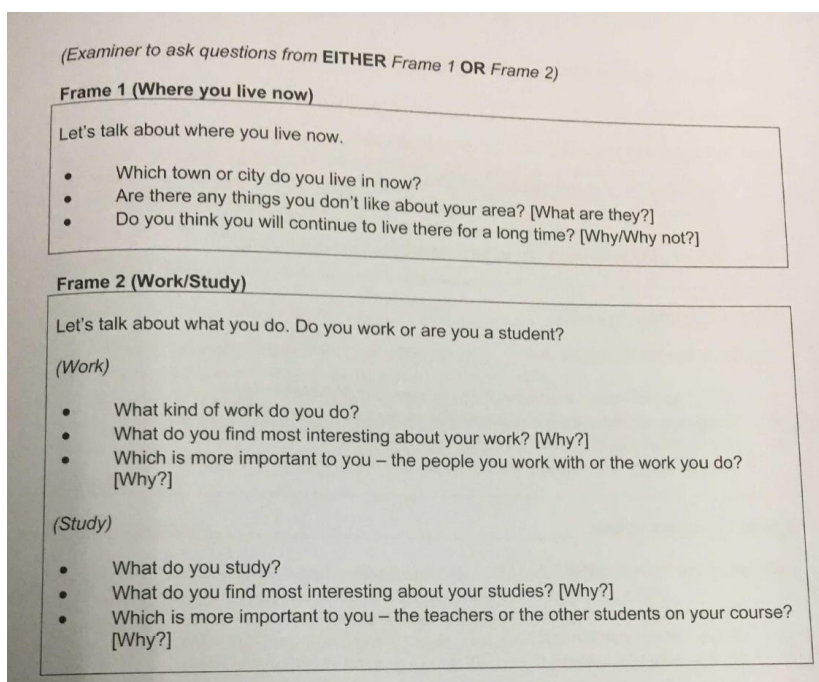 (Examiner to ask questions from EITHER Frame 1 OR Frame 2)
Frame 1 (Where you live now)
Let's talk about where you live now.
• Which town or city do you live in now?
• Are there any things you don't like about your area? [What are they?]
• Do you think you will continue to live there for a long time? [Why/Why not?]
Frame 2 (Work/Study)
Let's talk about what you do. Do you work or are you a student?
(Work)
• What kind of work do you do?
• What do you find most interesting about your work? [Why?]
• Which is more important to you – the people you work with or the work you do?
[Why?]
(Study)
• What do you study?
• What do you find most interesting about your studies? [Why?]
• Which is more important to you – the teachers or the other students on your course?
[Why?]